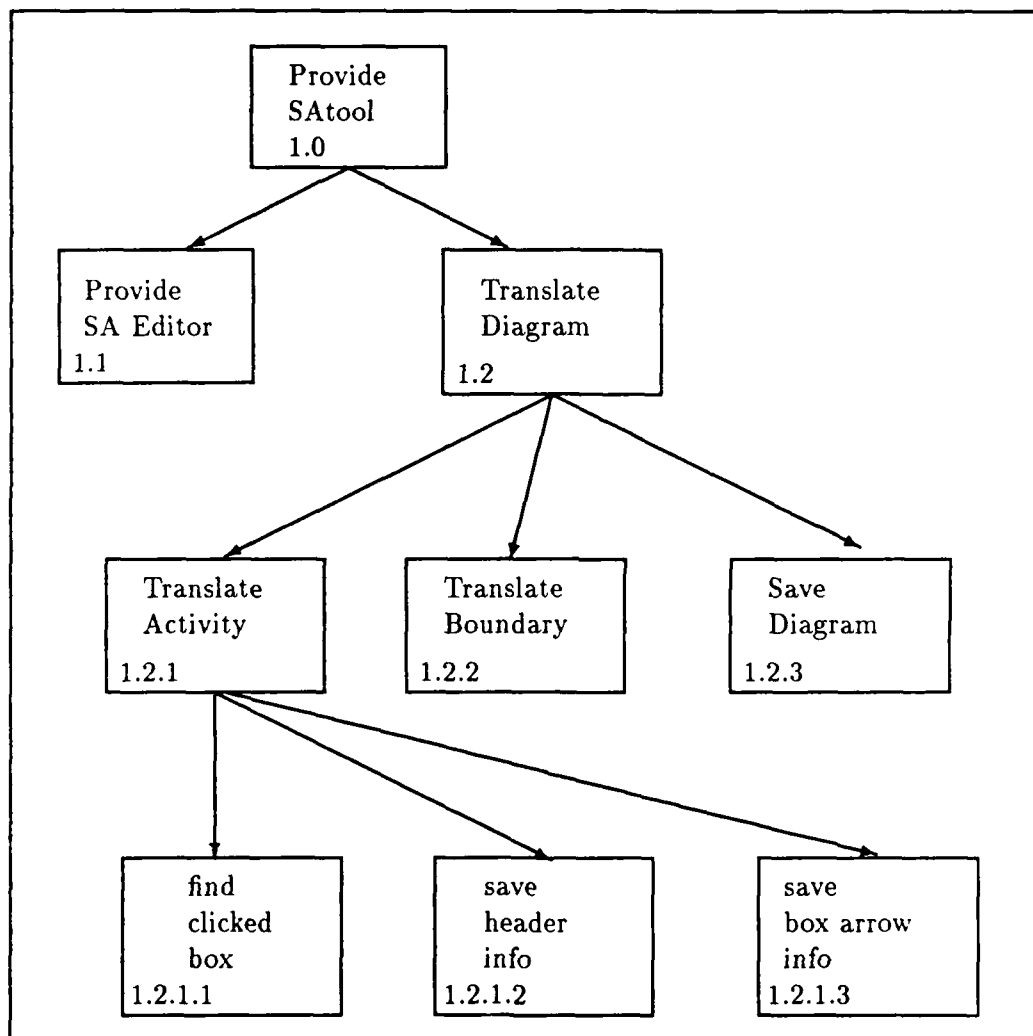 Provide
SAtool
1.0
Provide
SA Editor
1.1
Translate
Diagram
1.2
Translate
Activity
1.2.1
Translate
Boundary
1.2.2
Save
Diagram
1.2.3
find
clicked
box
1.2.1.1
save
header
info
1.2.1.2
save
box arrow
info
1.2.1.3